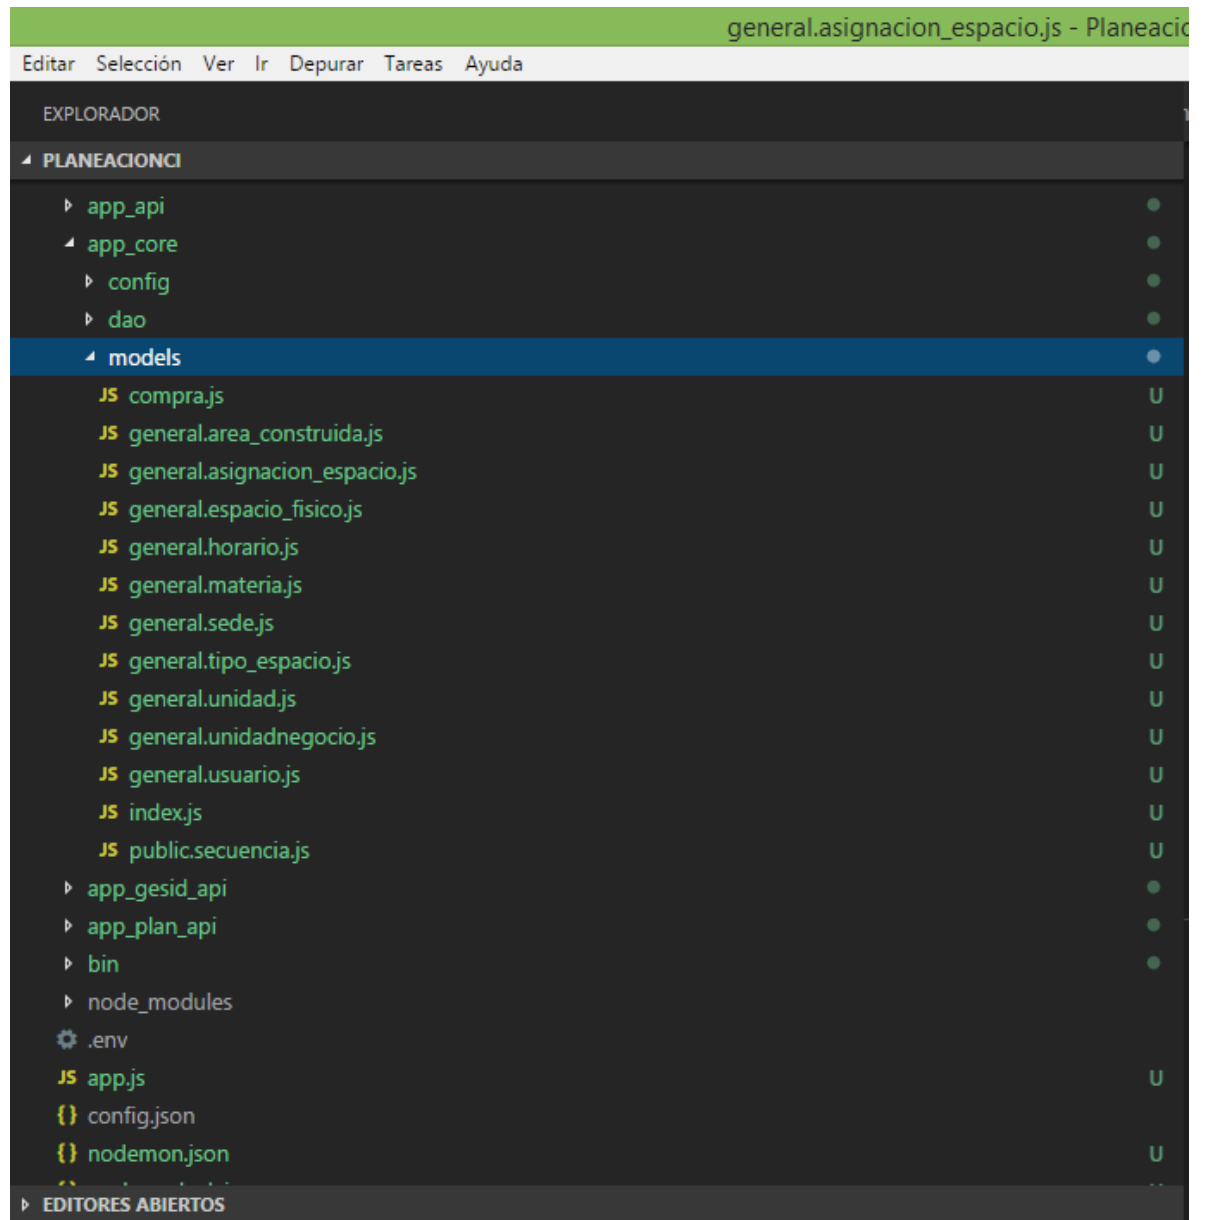 general.asignacion_espacio.js - Planeacio
Editar Selección Ver Ir Depurar Tareas Ayuda
EXPLORADOR
PLANEACIONCI
app_api
app_core
config
dao
models
JS compra.js U
JS general.area_construida.js U
JS general.asignacion_espacio.js U
JS general.espacio_fisico.js U
JS general.horario.js U
JS general.materia.js U
JS general.sede.js U
JS general.tipo_espacio.js U
JS general.unidad.js U
JS general.unidadnegocio.js U
JS general.usuario.js U
JS index.js U
JS public.secuencia.js U
app_gesid_api
app_plan_api
bin
node_modules
.env
JS app.js U
{} config.json
{} nodemon.json U
EDITORES ABIERTOS